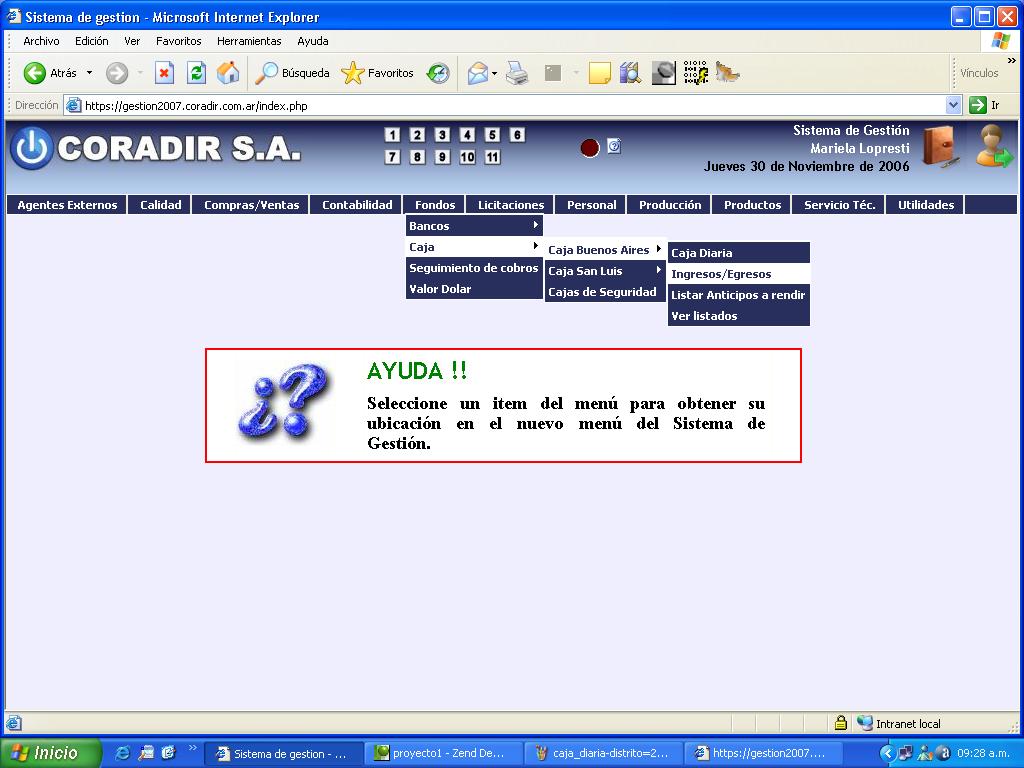 Sistema de gestion - Microsoft Internet Explorer
Archivo Edición Ver Favoritos Herramientas Ayuda
Atrás Búsqueda Favoritos Vínculos »
Dirección https://gestion2007.coradir.com.ar/index.php Ir
CORADIR S.A.
1 2 3 4 5 6
7 8 9 10 11
Sistema de Gestión
Mariela Lopresti
Jueves 30 de Noviembre de 2006
Agentes Externos Calidad Compras/Ventas Contabilidad Fondos Licitaciones Personal Producción Productos Servicio Téc. Utilidades
Bancos
Caja
Seguimiento de cobros
Valor Dolar
Caja Buenos Aires
Caja San Luis
Cajas de Seguridad
Caja Diaria
Ingresos/Egresos
Listar Anticipos a rendir
Ver listados
AYUDA !!
Seleccione un item del menú para obtener su
ubicación en el nuevo menú del Sistema de
Gestión.
Intranet local
Inicio » Sistema de gestion - ... proyecto1 - Zend De... caja_diaria-distrito=2... https://gestion2007.... 09:28 a.m.